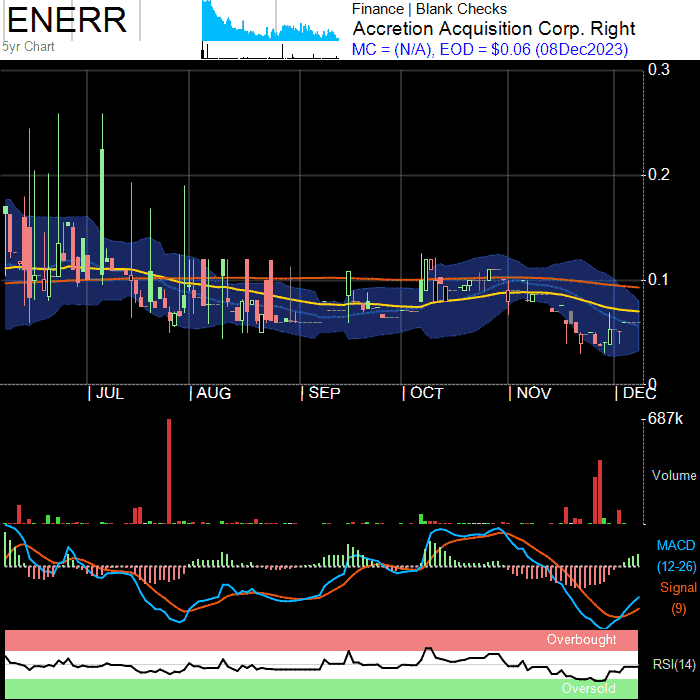 ENERR
5yr Chart
Finance | Blank Checks
Accretion Acquisition Corp. Right
MC = (N/A), EOD = $0.06 (08Dec2023)
0.3
0.2
0.1
0
JUL
AUG
SEP
OCT
NOV
DEC
687k
Volume
MACD
(12-26)
Signal
(9)
Overbought
RSI(14)
Oversold